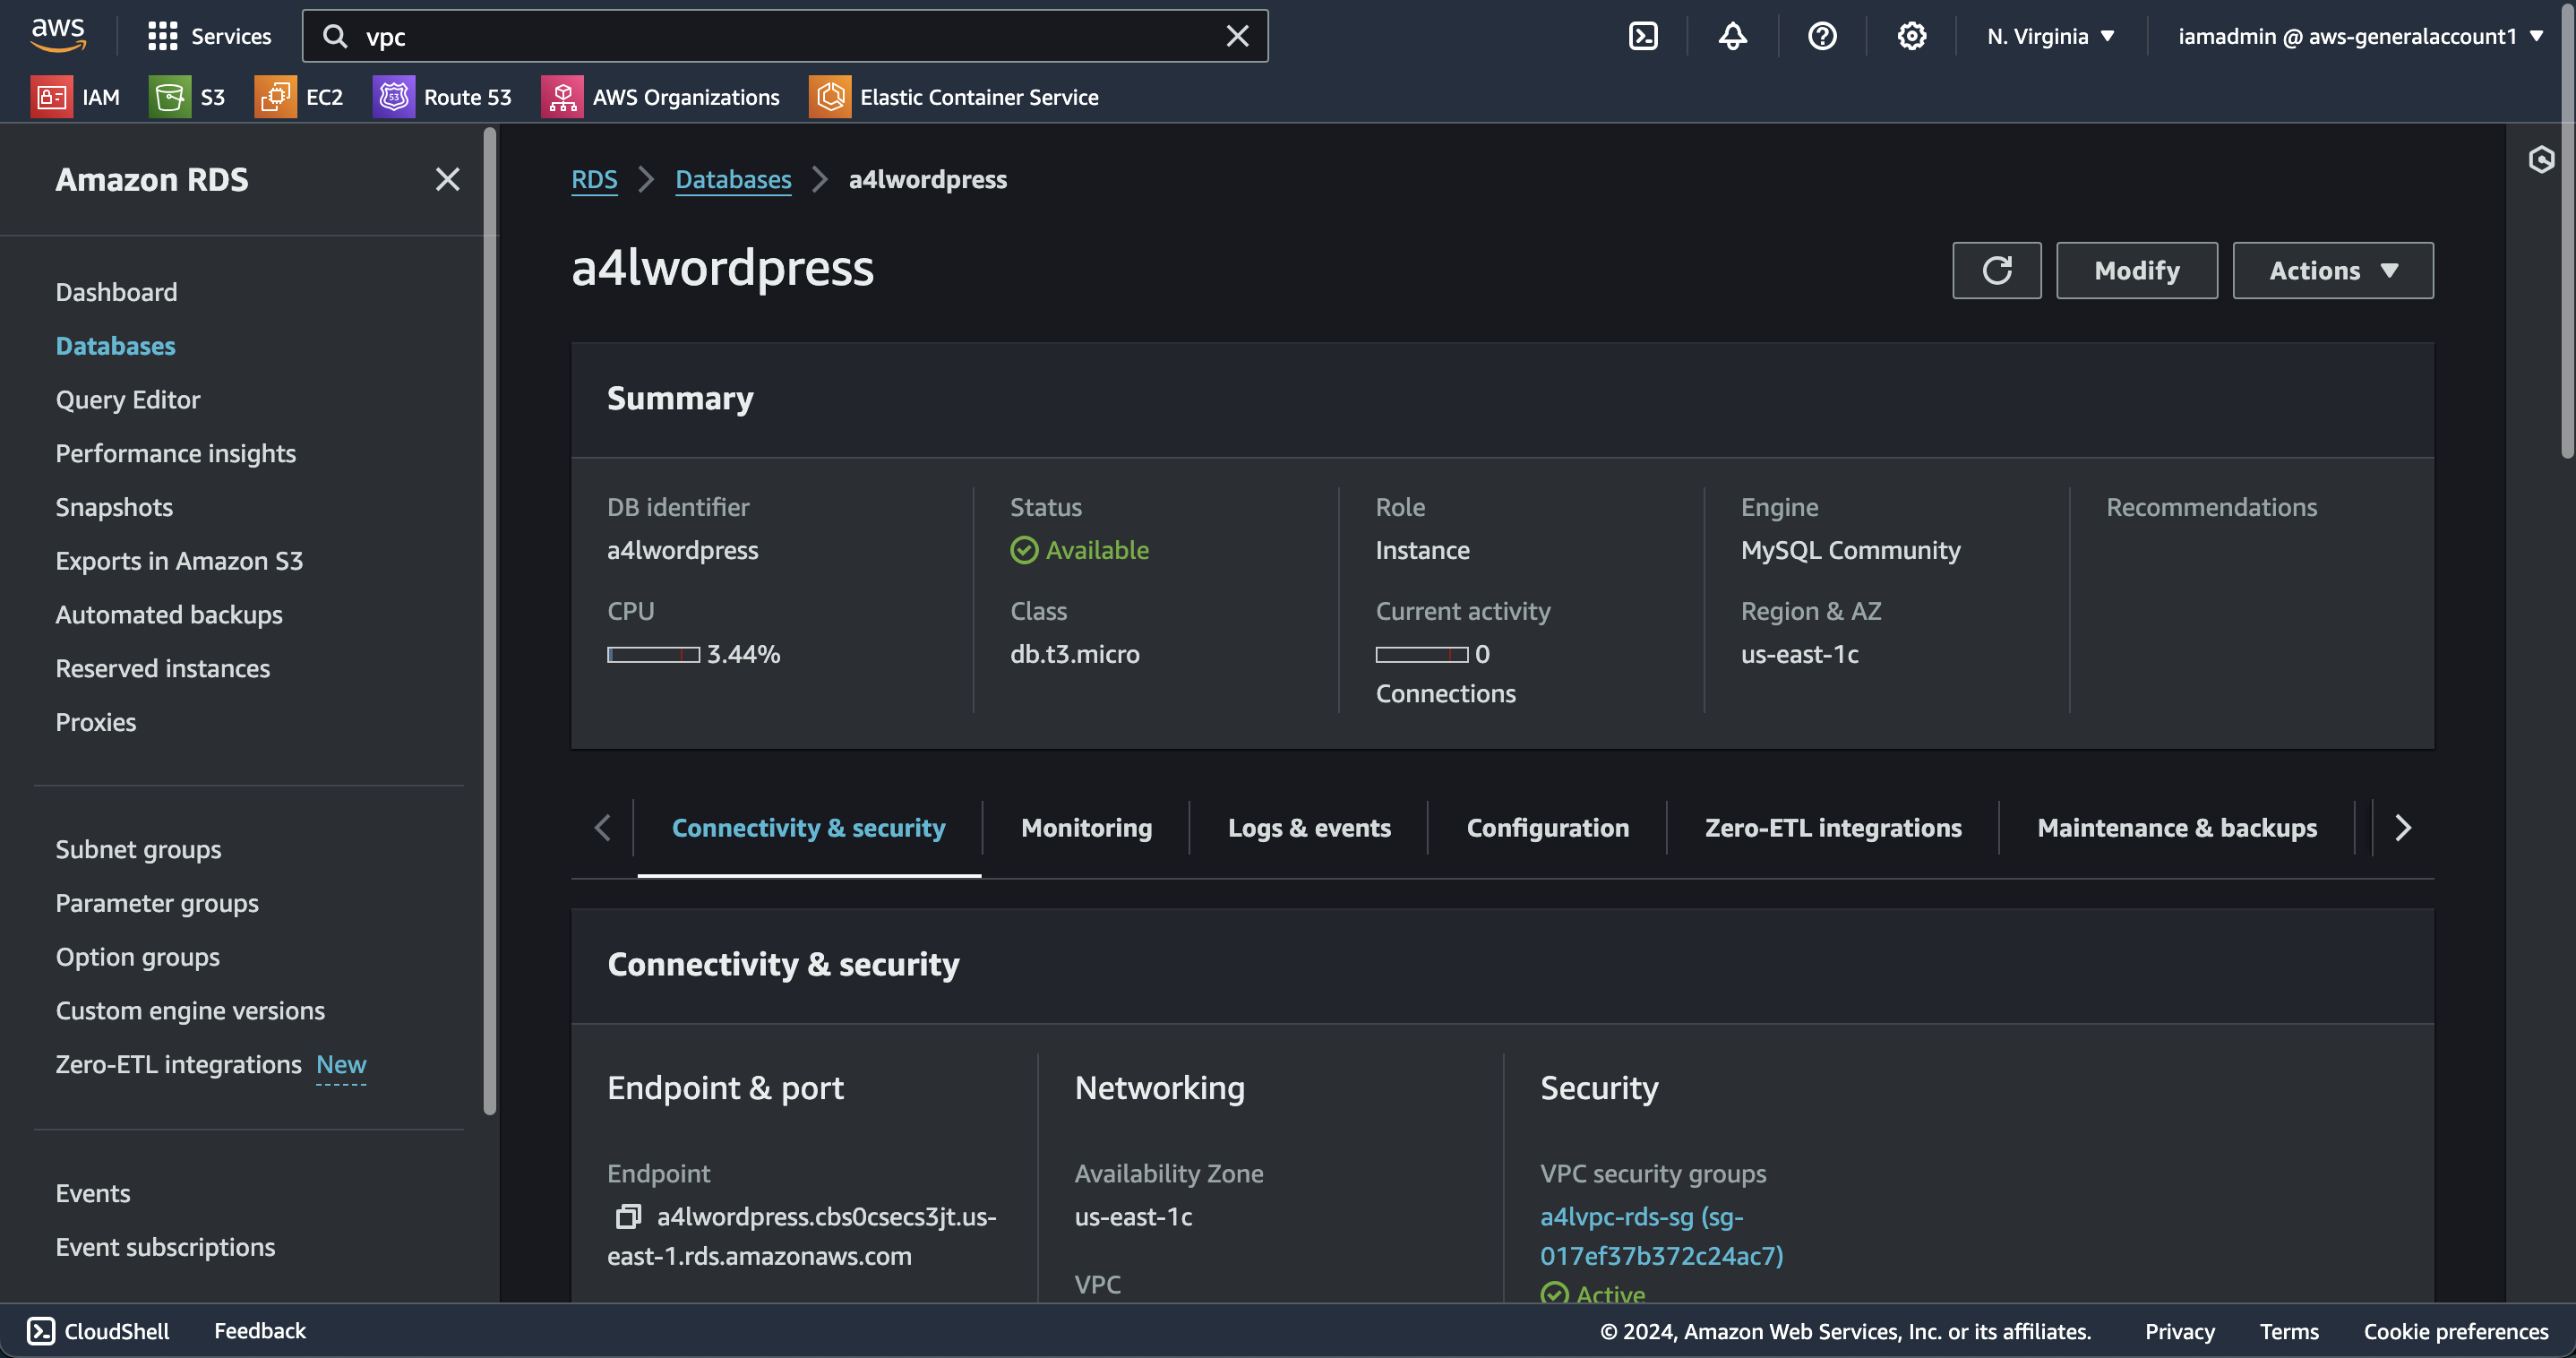 aws
Services
vpc
N. Virginia
iamadmin @ aws-generalaccount1
IAM
S3
EC2
53
Route 53
AWS Organizations
Elastic Container Service
Amazon RDS
Dashboard
Databases
Query Editor
Performance insights
Snapshots
Exports in Amazon S3
Automated backups
Reserved instances
Proxies
Subnet groups
Parameter groups
Option groups
Custom engine versions
Zero-ETL integrations New
Events
Event subscriptions
RDS
Databases
a4lwordpress
a4lwordpress
Modify
Actions
Summary
DB identifier
a4lwordpress
CPU
3.44%
Status
Available
Class
db.t3.micro
Role
Instance
Current activity
0
Connections
Engine
MySQL Community
Region & AZ
us-east-1c
Recommendations
Connectivity & security
Monitoring
Logs & events
Configuration
Zero-ETL integrations
Maintenance & backups
Connectivity & security
Endpoint & port
Endpoint
a4lwordpress.cbs0csecs3jt.us-
east-1.rds.amazonaws.com
Networking
Availability Zone
us-east-1c
VPC
Security
VPC security groups
a4lvpc-rds-sg (sg-
017ef37b372c24ac7)
Active
CloudShell
Feedback
© 2024, Amazon Web Services, Inc. or its affiliates.
Privacy
Terms
Cookie preferences